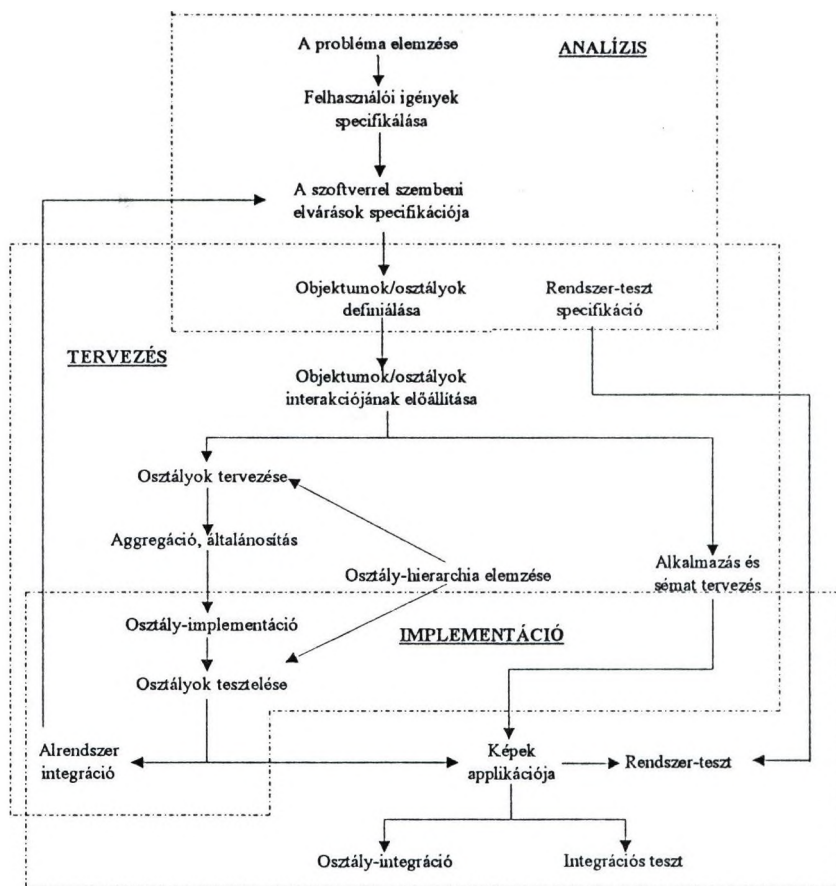 A probléma elemzése
ANALÍZIS
Felhasználói igények
specifikálása
A szoftverrel szembeni
elvárások specifikációja
Objektumok/osztályok
definiálása
Rendszer-teszt
specifikáció
TERVEZÉS
Objektumok/osztályok
interakciójának előállítása
Osztályok tervezése
Aggregáció, általánosítás
Osztály-hierarchia elemzése
Alkalmazás és
sémat tervezés
Osztály-implementáció
IMPLEMENTÁCIÓ
Osztályok tesztelése
Alrendszer
integráció
Képek
applikációja
Rendszer-teszt
Osztály-integráció
Integrációs teszt